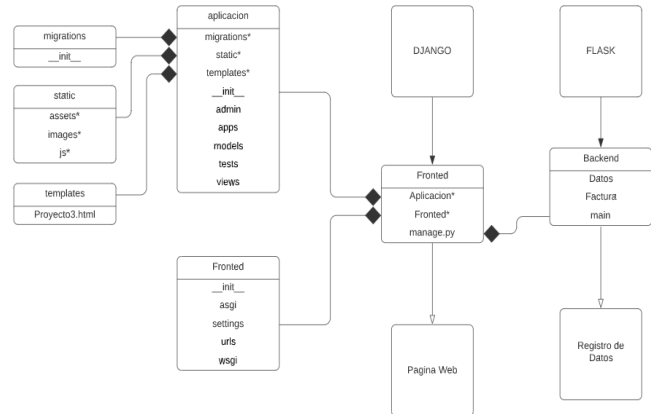 aplicacion
migrations*
static*
templates*
__init__
admin
apps
models
tests
views
migrations
__init__
static
assets*
images*
js*
templates
Proyecto3.html
Fronted
__init__
asgi
settings
urls
wsgi
DJANGO
FLASK
Fronted
Aplicacion*
Fronted*
manage.py
Backend
Datos
Factura
main
Pagina Web
Registro de
Datos